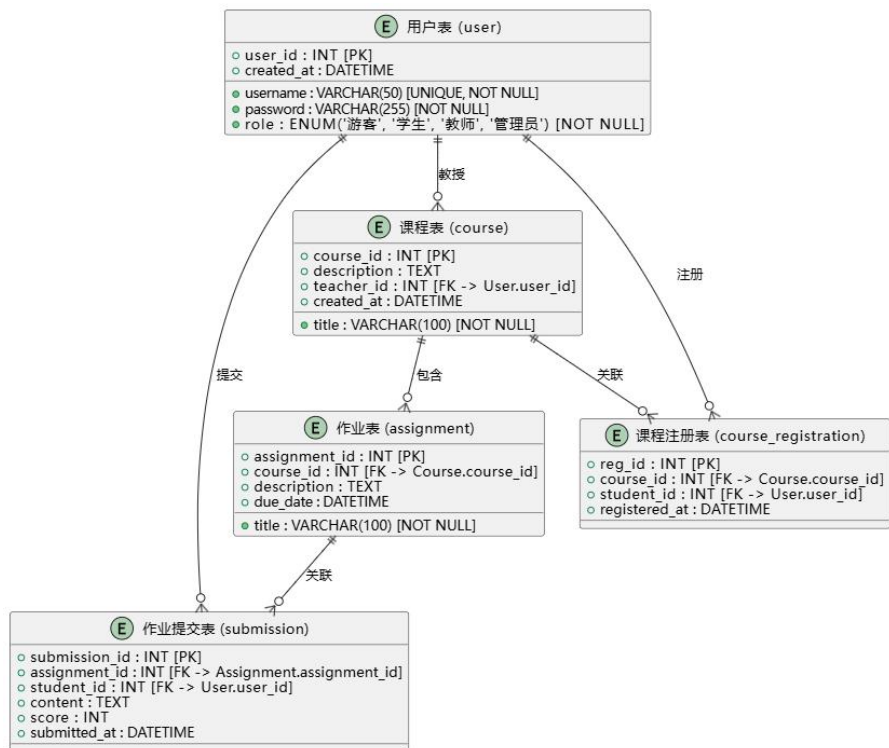 E 用户表 (user)
user_id : INT [PK]
created_at : DATETIME
username : VARCHAR(50) [UNIQUE, NOT NULL]
password : VARCHAR(255) [NOT NULL]
role : ENUM('游客', '学生', '教师', '管理员') [NOT NULL]
教授
E 课程表 (course)
course_id : INT [PK]
description : TEXT
teacher_id : INT [FK -> User.user_id]
created_at : DATETIME
title : VARCHAR(100) [NOT NULL]
注册
提交
包含
关联
E 作业表 (assignment)
assignment_id : INT [PK]
course_id : INT [FK -> Course.course_id]
description : TEXT
due_date : DATETIME
title : VARCHAR(100) [NOT NULL]
E 课程注册表 (course_registration)
reg_id : INT [PK]
course_id : INT [FK -> Course.course_id]
student_id : INT [FK -> User.user_id]
registered_at : DATETIME
关联
E 作业提交表 (submission)
submission_id : INT [PK]
assignment_id : INT [FK -> Assignment.assignment_id]
student_id : INT [FK -> User.user_id]
content : TEXT
score : INT
submitted_at : DATETIME